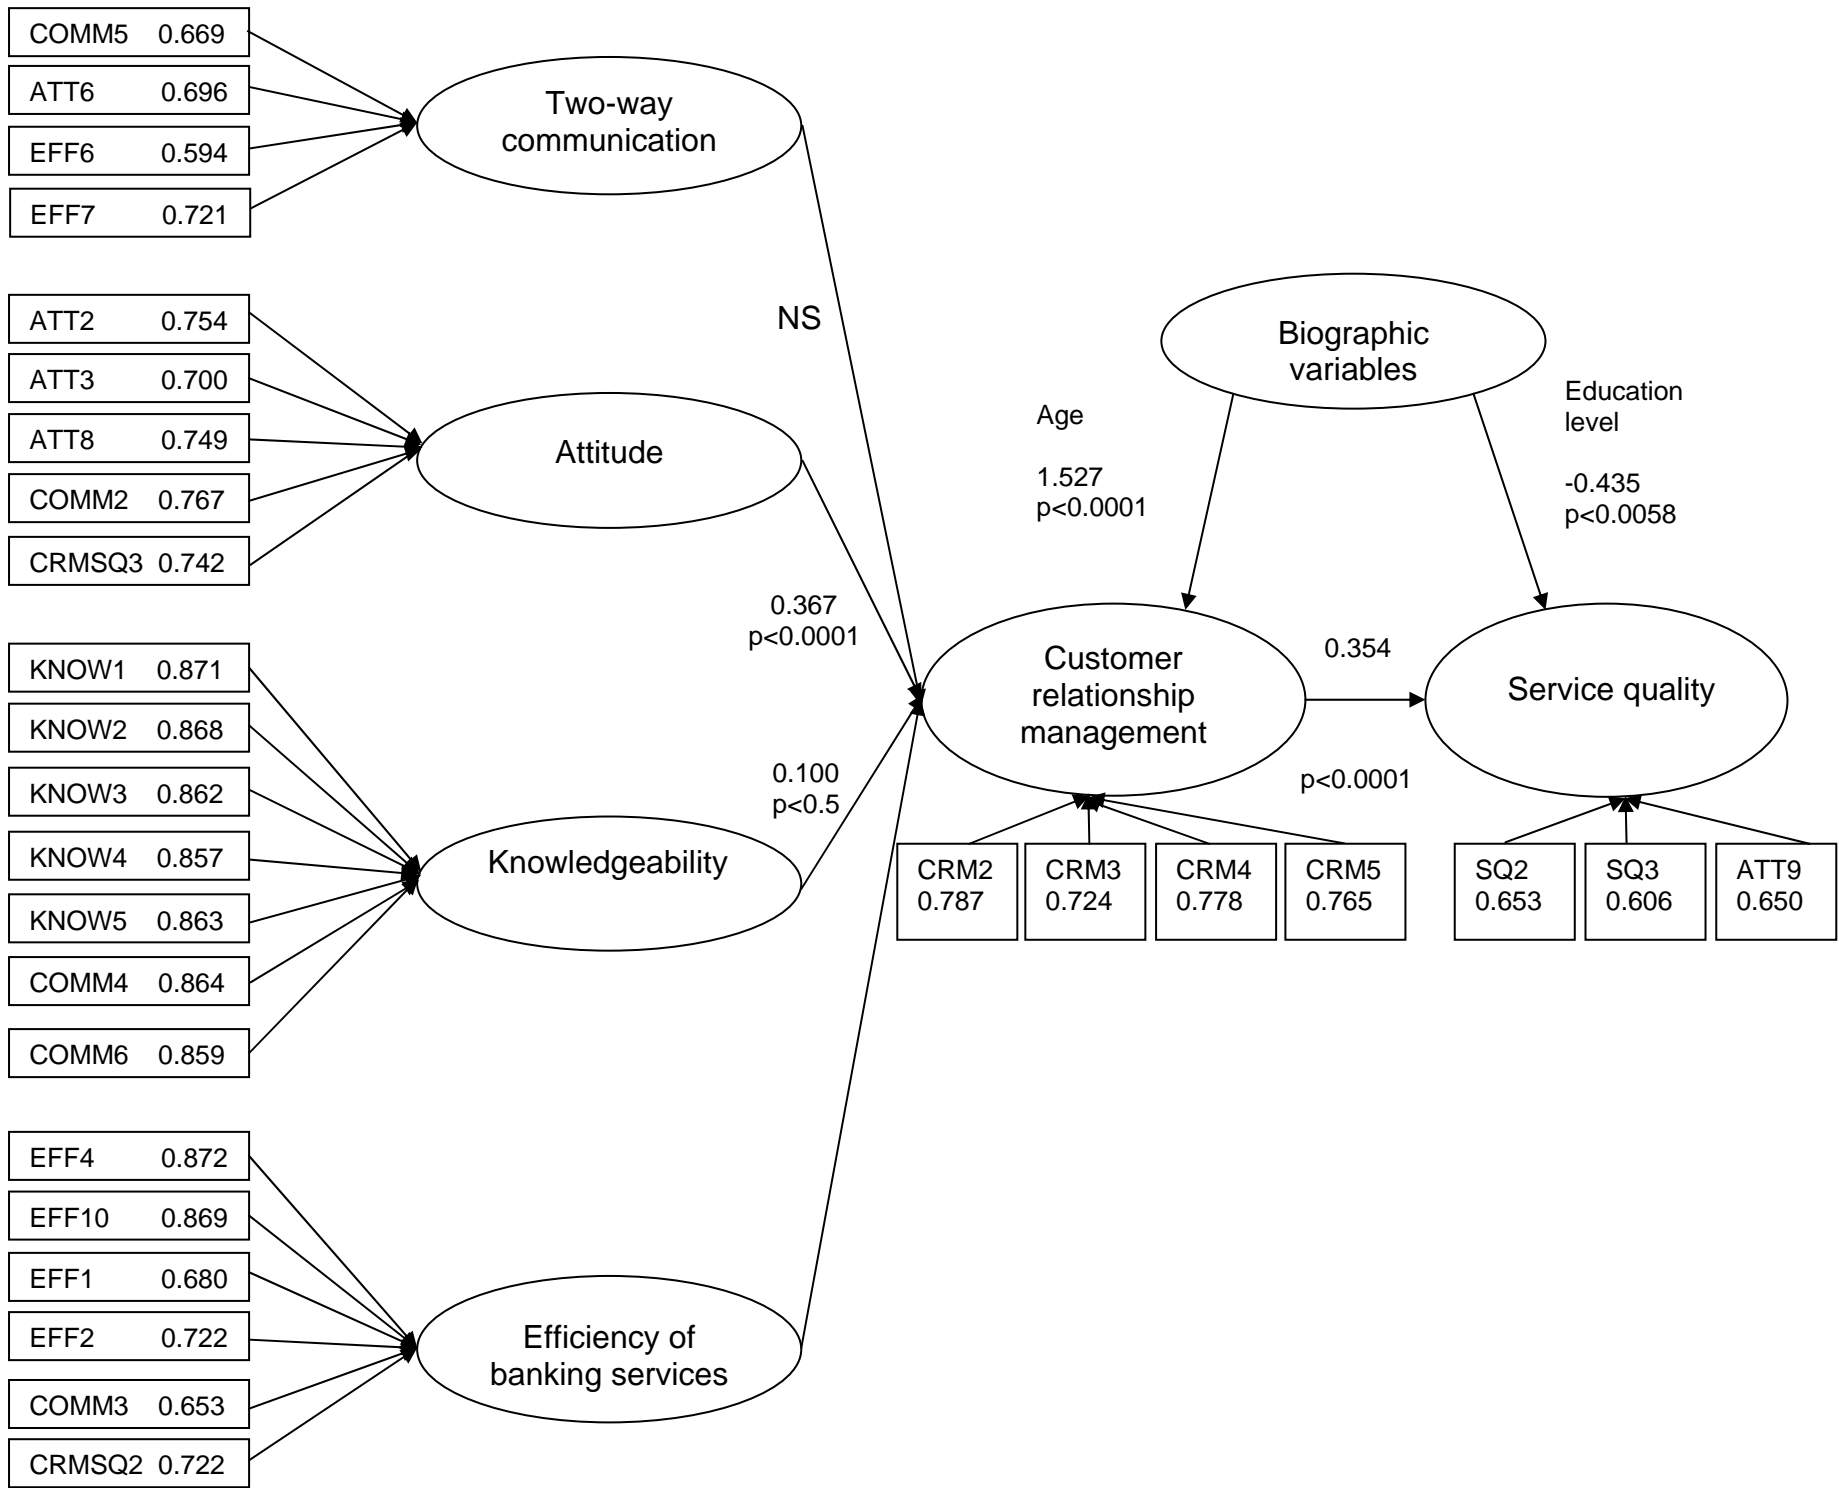 COMM5 0.669
ATT6 0.696
EFF6 0.594
EFF7 0.721
Two-way
communication
ATT2 0.754
ATT3 0.700
ATT8 0.749
COMM2 0.767
CRMSQ3 0.742
Attitude
KNOW1 0.871
KNOW2 0.868
KNOW3 0.862
KNOW4 0.857
KNOW5 0.863
COMM4 0.864
COMM6 0.859
Knowledgeability
EFF4 0.872
EFF10 0.869
EFF1 0.680
EFF2 0.722
COMM3 0.653
CRMSQ2 0.722
Efficiency of
banking services
NS
0.367
p<0.0001
0.100
p<0.5
Biographic
variables
Age
1.527
p<0.0001
Education
level
-0.435
p<0.0058
Customer
relationship
management
0.354
p<0.0001
Service quality
CRM2
0.787
CRM3
0.724
CRM4
0.778
CRM5
0.765
SQ2
0.653
SQ3
0.606
ATT9
0.650